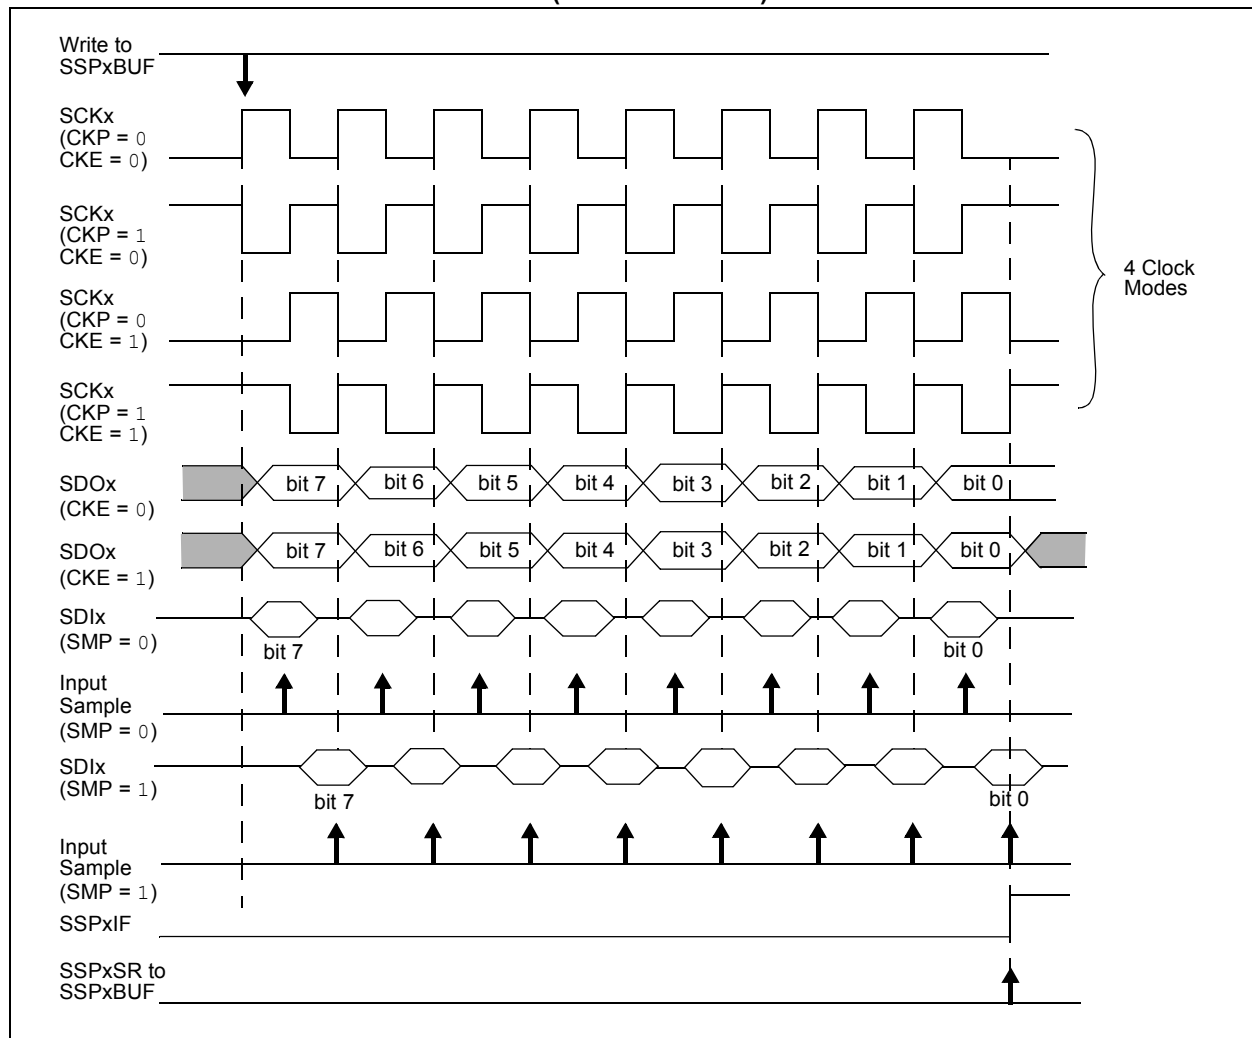 Write to
SSPxBUF
SCKx
(CKP = 0
CKE = 0)
SCKx
(CKP = 1
CKE = 0)
SCKx
(CKP = 0
CKE = 1)
SCKx
(CKP = 1
CKE = 1)
4 Clock
Modes
SDOx
(CKE = 0)
bit 7 bit 6 bit 5 bit 4 bit 3 bit 2 bit 1 bit 0
SDOx
(CKE = 1)
bit 7 bit 6 bit 5 bit 4 bit 3 bit 2 bit 1 bit 0
SDIx
(SMP = 0)
bit 7 bit 0
Input
Sample
(SMP = 0)
SDIx
(SMP = 1)
bit 7 bit 0
Input
Sample
(SMP = 1)
SSPxIF
SSPxSR to
SSPxBUF